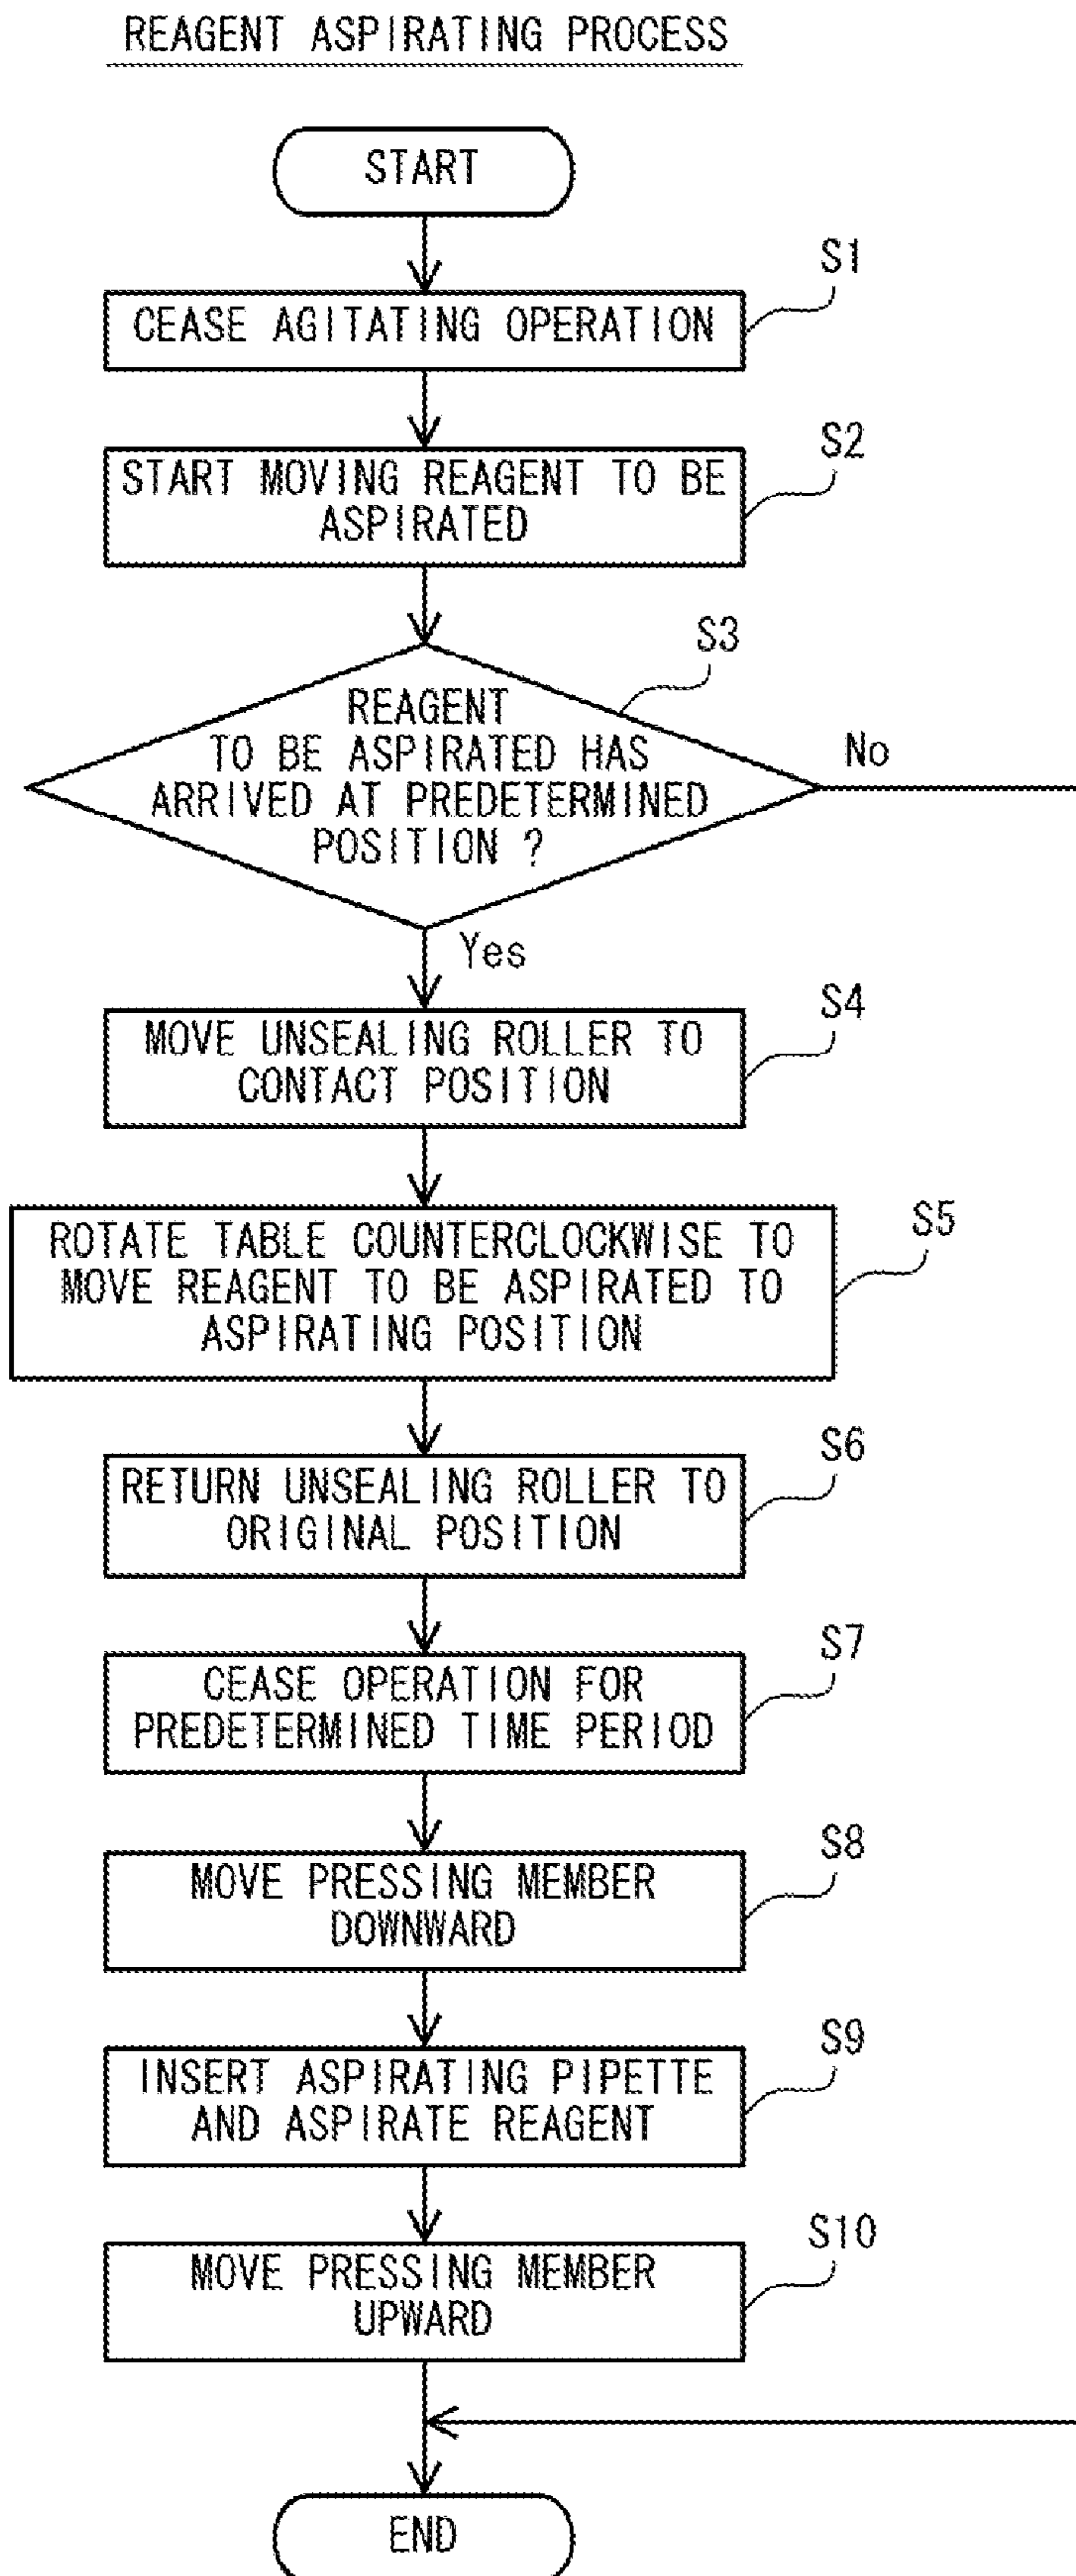 REAGENT ASPIRATING PROCESS
START
S1
CEASE AGITATING OPERATION
S2
START MOVING REAGENT TO BE
ASPIRATED
S3
REAGENT
TO BE ASPIRATED HAS
ARRIVED AT PREDETERMINED
POSITION ?
No
Yes
S4
MOVE UNSEALING ROLLER TO
CONTACT POSITION
S5
ROTATE TABLE COUNTERCLOCKWISE TO
MOVE REAGENT TO BE ASPIRATED TO
ASPIRATING POSITION
S6
RETURN UNSEALING ROLLER TO
ORIGINAL POSITION
S7
CEASE OPERATION FOR
PREDETERMINED TIME PERIOD
S8
MOVE PRESSING MEMBER
DOWNWARD
S9
INSERT ASPIRATING PIPETTE
AND ASPIRATE REAGENT
S10
MOVE PRESSING MEMBER
UPWARD
END